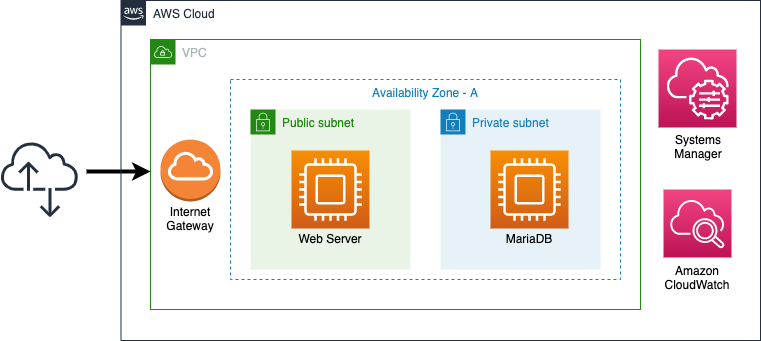 aws
AWS Cloud
VPC
Availability Zone - A
Public subnet
Private subnet
Internet
Gateway
Web Server
MariaDB
Systems
Manager
Amazon
CloudWatch